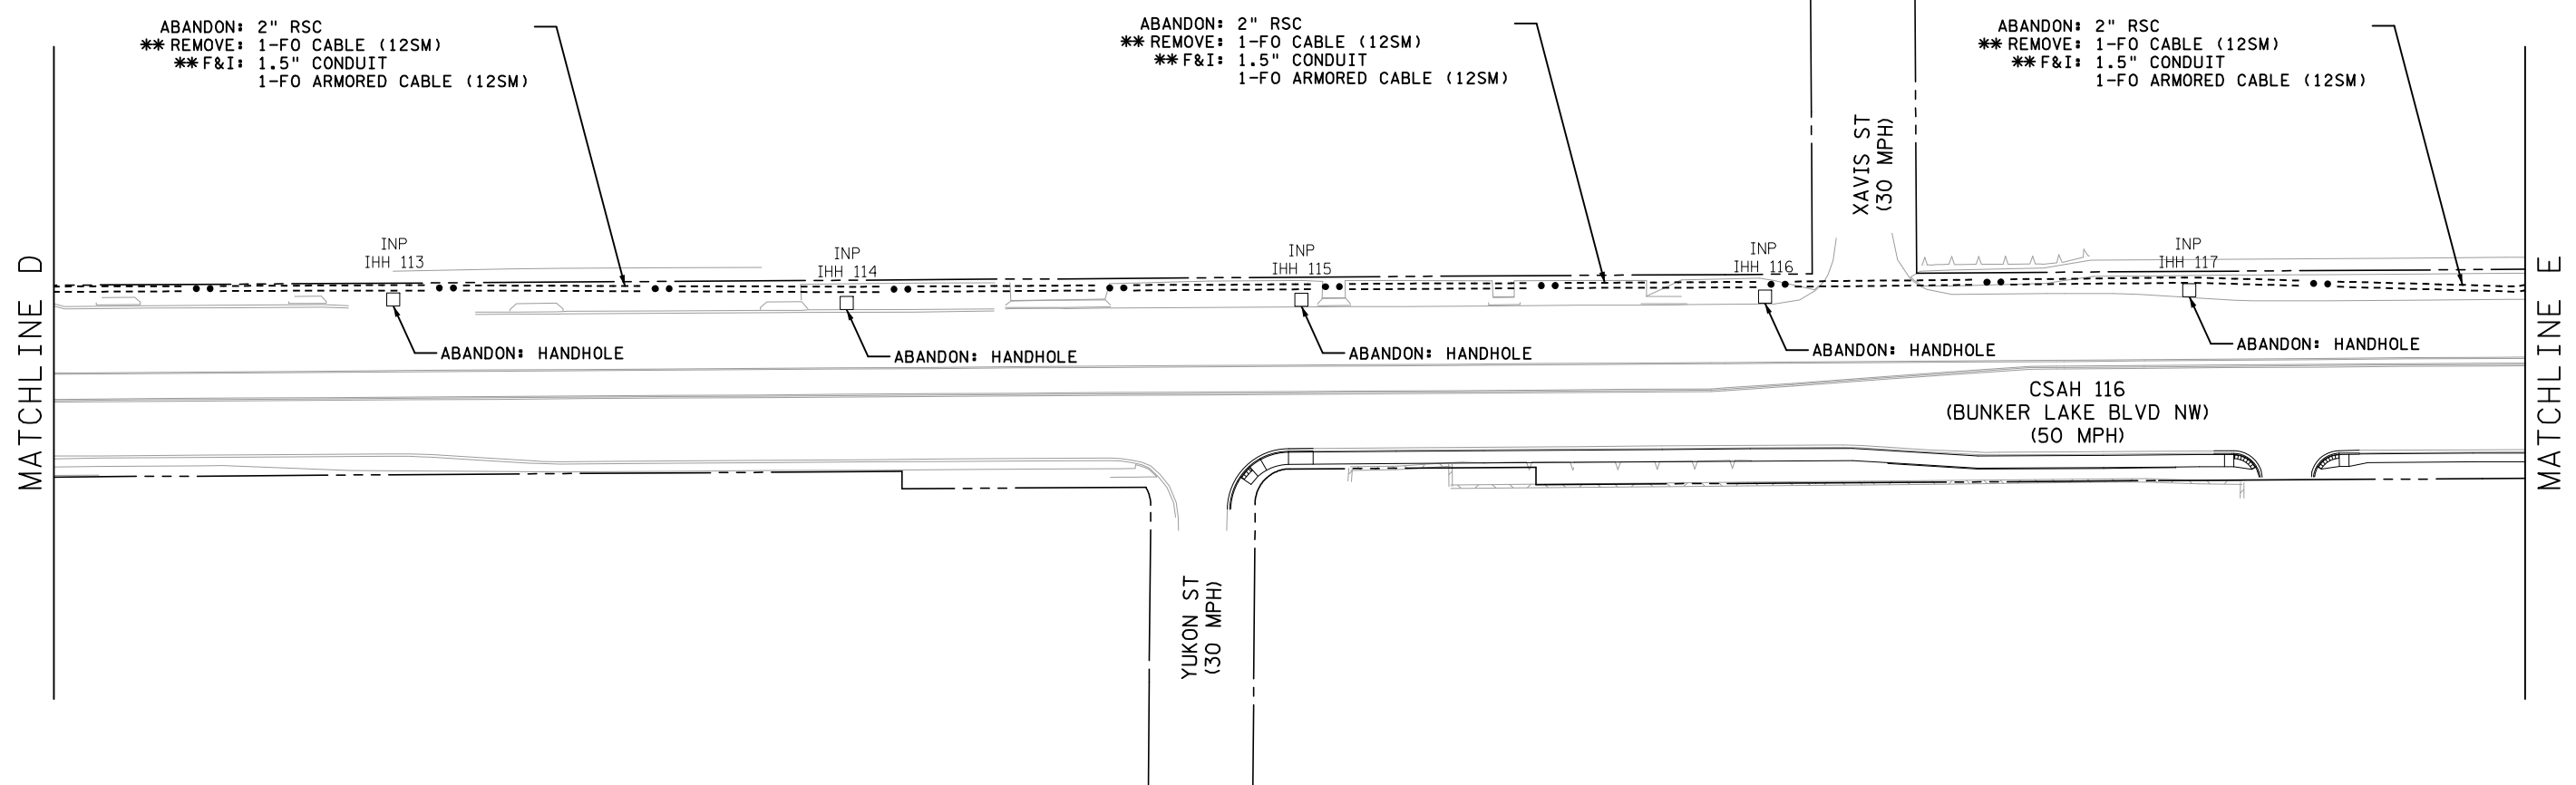 ABANDON: 2" RSC
** REMOVE: 1-FO CABLE (12SM)
** F&I: 1.5" CONDUIT
1-FO ARMORED CABLE (12SM)
ABANDON: 2" RSC
** REMOVE: 1-FO CABLE (12SM)
** F&I: 1.5" CONDUIT
1-FO ARMORED CABLE (12SM)
ABANDON: 2" RSC
** REMOVE: 1-FO CABLE (12SM)
** F&I: 1.5" CONDUIT
1-FO ARMORED CABLE (12SM)
XAVIS ST
(30 MPH)
INP
IHH 113
INP
IHH 114
INP
IHH 115
INP
IHH 116
INP
IHH 117
MATCHLINE D
MATCHLINE E
ABANDON: HANDHOLE
ABANDON: HANDHOLE
ABANDON: HANDHOLE
ABANDON: HANDHOLE
ABANDON: HANDHOLE
CSAH 116
(BUNKER LAKE BLVD NW)
(50 MPH)
YUKON ST
(30 MPH)